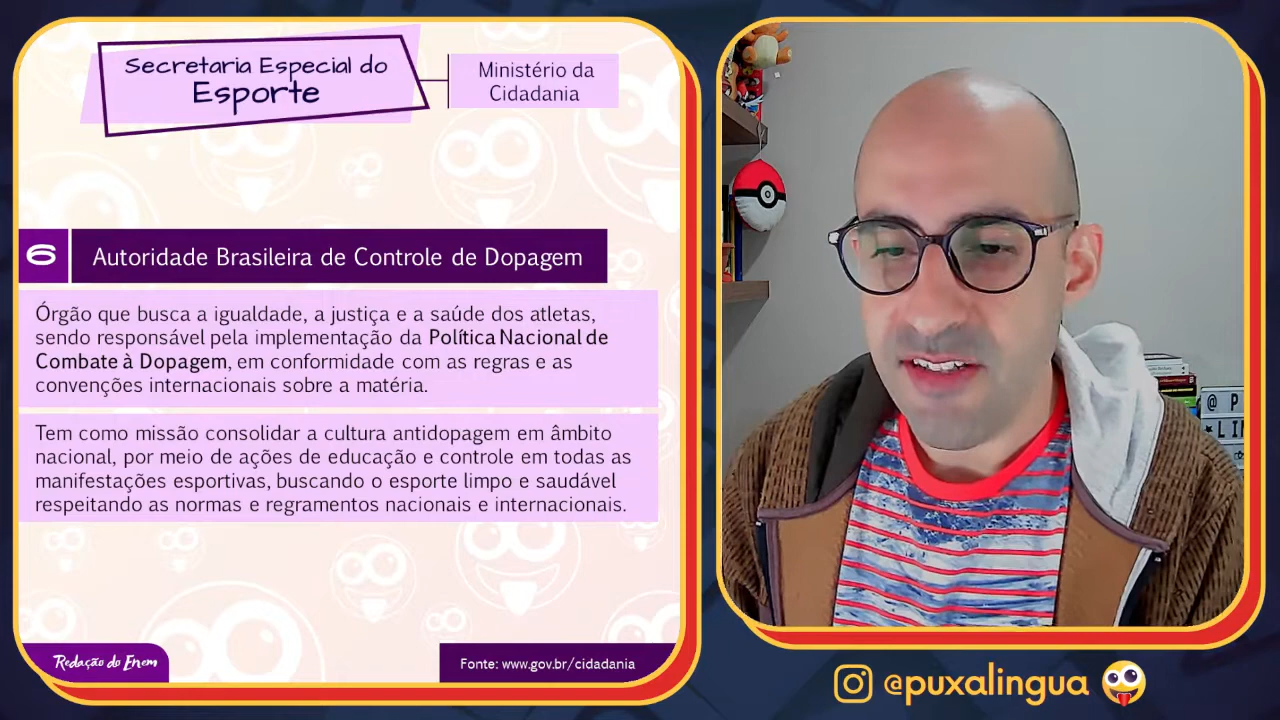 Secretaria Especial do
Esporte
Ministério da
Cidadania
6
Autoridade Brasileira de Controle de Dopagem
Órgão que busca a igualdade, a justiça e a saúde dos atletas,
sendo responsável pela implementação da Política Nacional de
Combate à Dopagem, em conformidade com as regras e as
convenções internacionais sobre a matéria.
Tem como missão consolidar a cultura antidopagem em âmbito
nacional, por meio de ações de educação e controle em todas as
manifestações esportivas, buscando o esporte limpo e saudável
respeitando as normas e regramentos nacionais e internacionais.
Redação do Enem
Fonte: www.gov.br/cidadania
@ P
LIN
@puxalingua